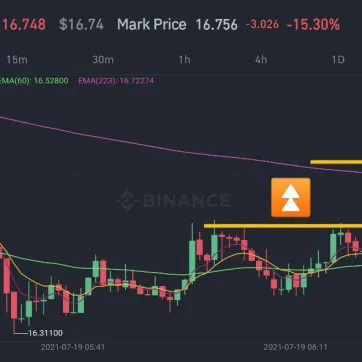 16.748 $16.74 Mark Price 16.756 -3.026 -15.30%
15m 30m 1h 4h 1D
EMA(60): 16.52800 EMA(223): 16.72274
BINANCE
16.31100
2021-07-19 05:41 2021-07-19 06:11